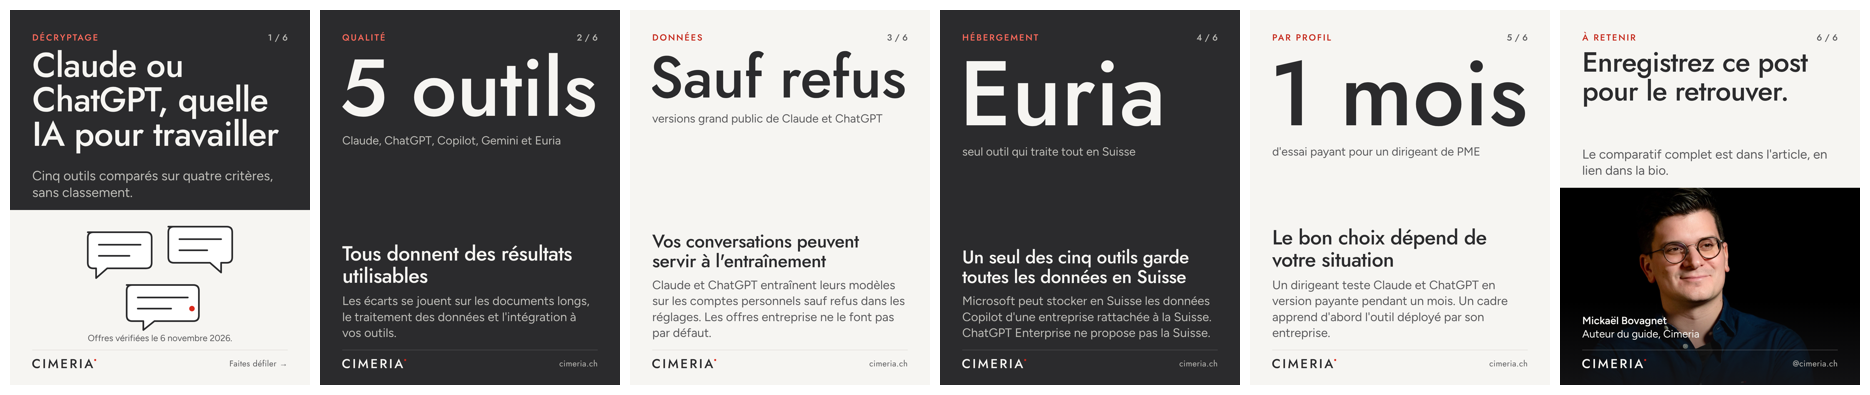 DÉCRYPTAGE
1 / 6
Claude ou
ChatGPT, quelle
IA pour travailler
Cinq outils comparés sur quatre critères,
sans classement.
Offres vérifiées le 6 novembre 2026.
CIMERIA
Faites défiler →
QUALITÉ
2 / 6
5 outils
Claude, ChatGPT, Copilot, Gemini et Euria
Tous donnent des résultats
utilisables
Les écarts se jouent sur les documents longs,
le traitement des données et l'intégration à
vos outils.
CIMERIA
cimeria.ch
DONNÉES
3 / 6
Sauf refus
versions grand public de Claude et ChatGPT
Vos conversations peuvent
servir à l'entraînement
Claude et ChatGPT entraînent leurs modèles
sur les comptes personnels sauf refus dans les
réglages. Les offres entreprise ne le font pas
par défaut.
CIMERIA
cimeria.ch
HÉBERGEMENT
4 / 6
Euria
seul outil qui traite tout en Suisse
Un seul des cinq outils garde
toutes les données en Suisse
Microsoft peut stocker en Suisse les données
Copilot d'une entreprise rattachée à la Suisse.
ChatGPT Enterprise ne propose pas la Suisse.
CIMERIA
cimeria.ch
PAR PROFIL
5 / 6
1 mois
d'essai payant pour un dirigeant de PME
Le bon choix dépend de
votre situation
Un dirigeant teste Claude et ChatGPT en
version payante pendant un mois. Un cadre
apprend d'abord l'outil déployé par son
entreprise.
CIMERIA
cimeria.ch
À RETENIR
6 / 6
Enregistrez ce post
pour le retrouver.
Le comparatif complet est dans l'article, en
lien dans la bio.
Mickaël Bovagnet
Auteur du guide, Cimeria
CIMERIA
@cimeria.ch